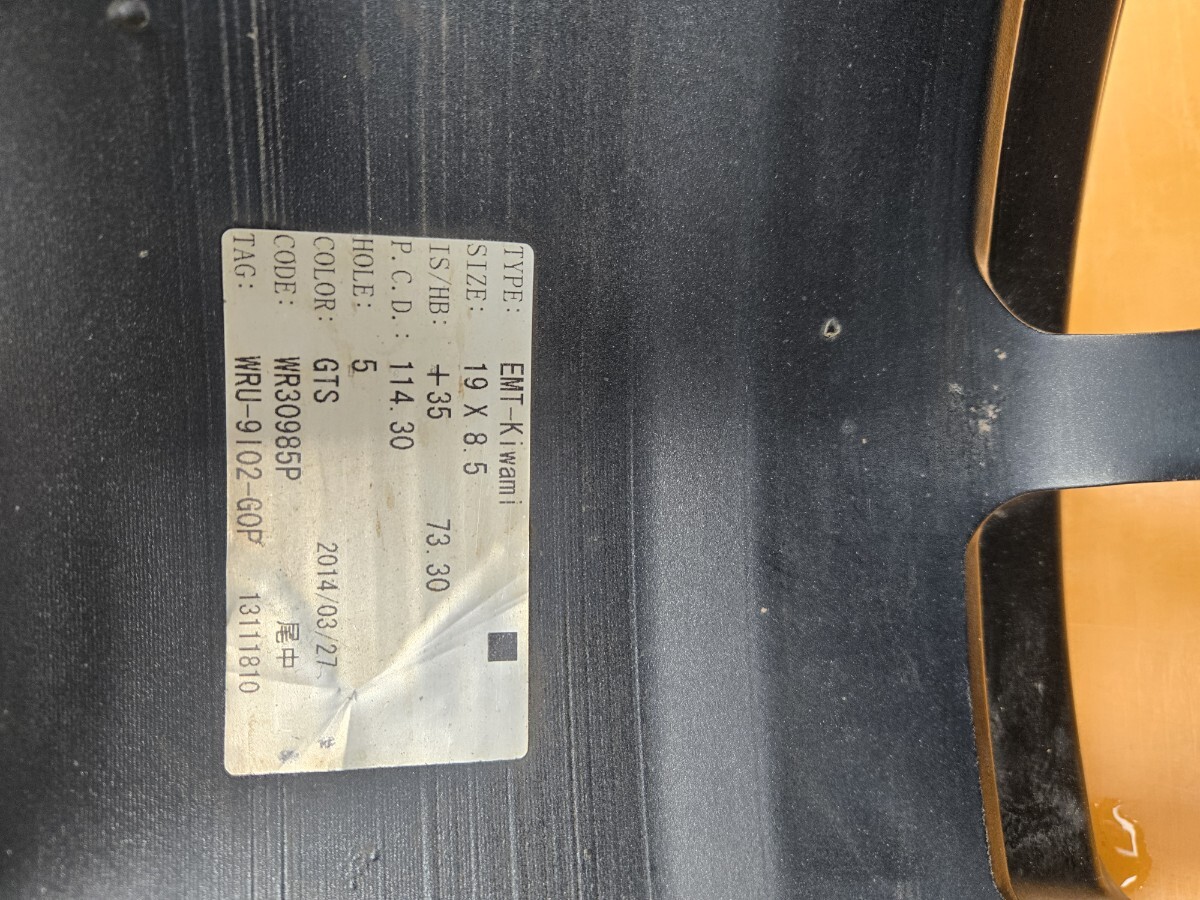 TYPE: EMT-Kiwami
SIZE: 19 X 8.5
IS/HB: +35 73.30
P.C.D.: 114.30
HOLE: 5
COLOR: GTS 2014/03/27
CODE: WR30985P 尾中
TAG: WRU-9I02-GOP 13111810